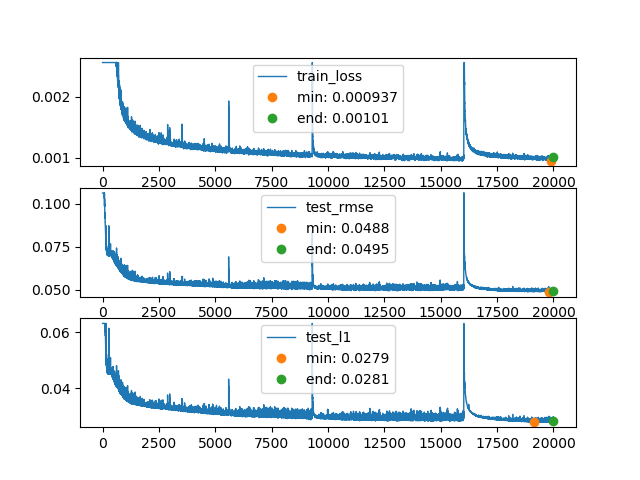 train_loss
min: 0.000937
end: 0.00101
0.002
0.001
0 2500 5000 7500 10000 12500 15000 17500 20000
test_rmse
min: 0.0488
end: 0.0495
0.100
0.075
0.050
0 2500 5000 7500 10000 12500 15000 17500 20000
test_l1
min: 0.0279
end: 0.0281
0.06
0.04
0 2500 5000 7500 10000 12500 15000 17500 20000